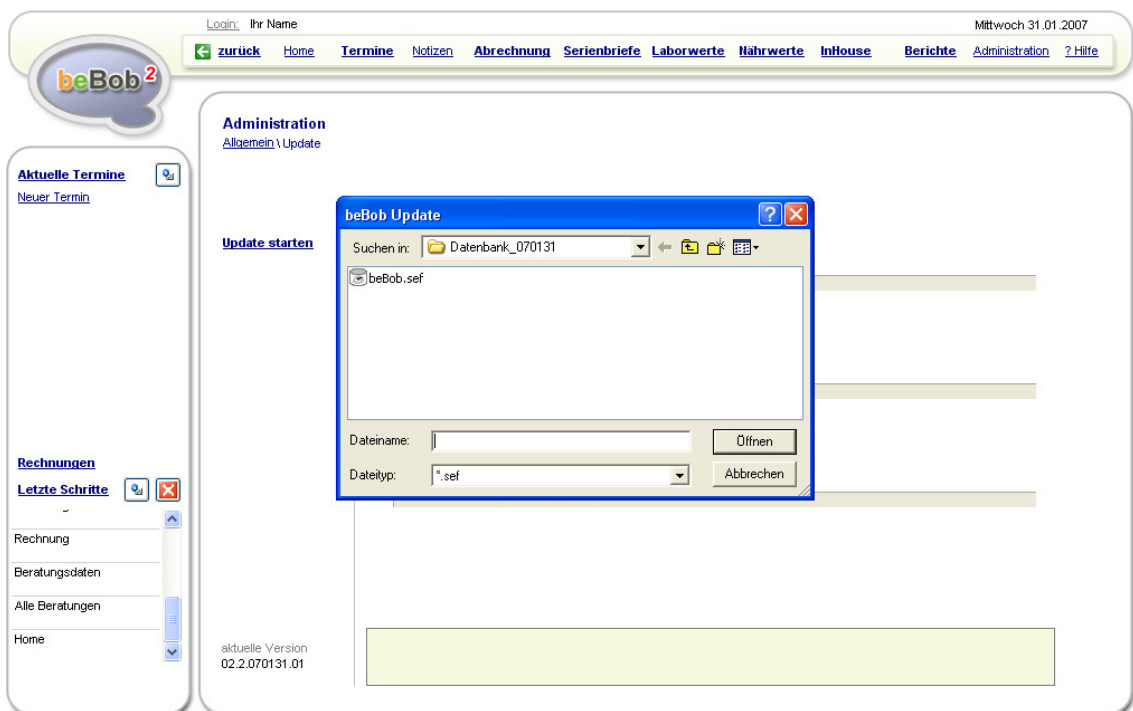 Login: Ihr Name Mittwoch 31.01.2007
zurück Home Termine Notizen Abrechnung Serienbriefe Laborwerte Nährwerte InHouse Berichte Administration ? Hilfe
beBob2
Administration
Allgemein \ Update
Aktuelle Termine
Neuer Termin
Update starten
beBob Update
Suchen in: Datenbank_070131
beBob.sef
Dateiname: Öffnen
Dateityp: *.sef Abbrechen
Rechnungen
Letzte Schritte
Rechnung
Beratungsdaten
Alle Beratungen
Home
aktuelle Version
02.2.070131.01